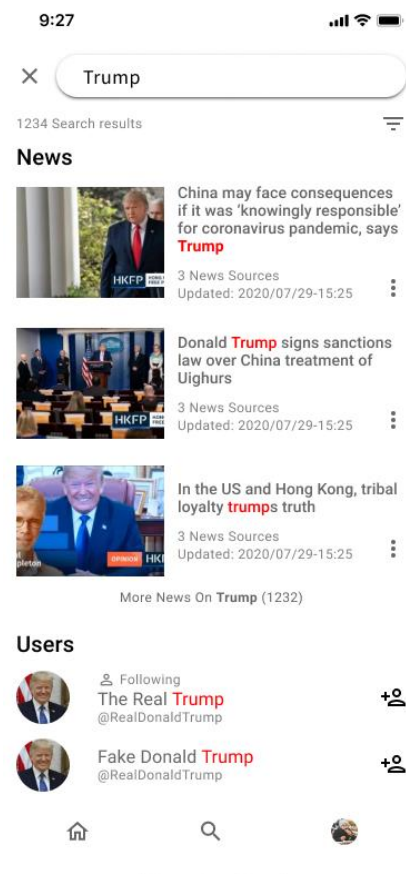 9:27
Trump
1234 Search results
News
China may face consequences
if it was ‘knowingly responsible’
for coronavirus pandemic, says
Trump
3 News Sources
Updated: 2020/07/29-15:25
HKFP
Donald Trump signs sanctions
law over China treatment of
Uighurs
3 News Sources
Updated: 2020/07/29-15:25
HKFP
In the US and Hong Kong, tribal
loyalty trumps truth
3 News Sources
Updated: 2020/07/29-15:25
OPINION
More News On Trump (1232)
Users
Following
The Real Trump
@RealDonaldTrump
Fake Donald Trump
@RealDonaldTrump